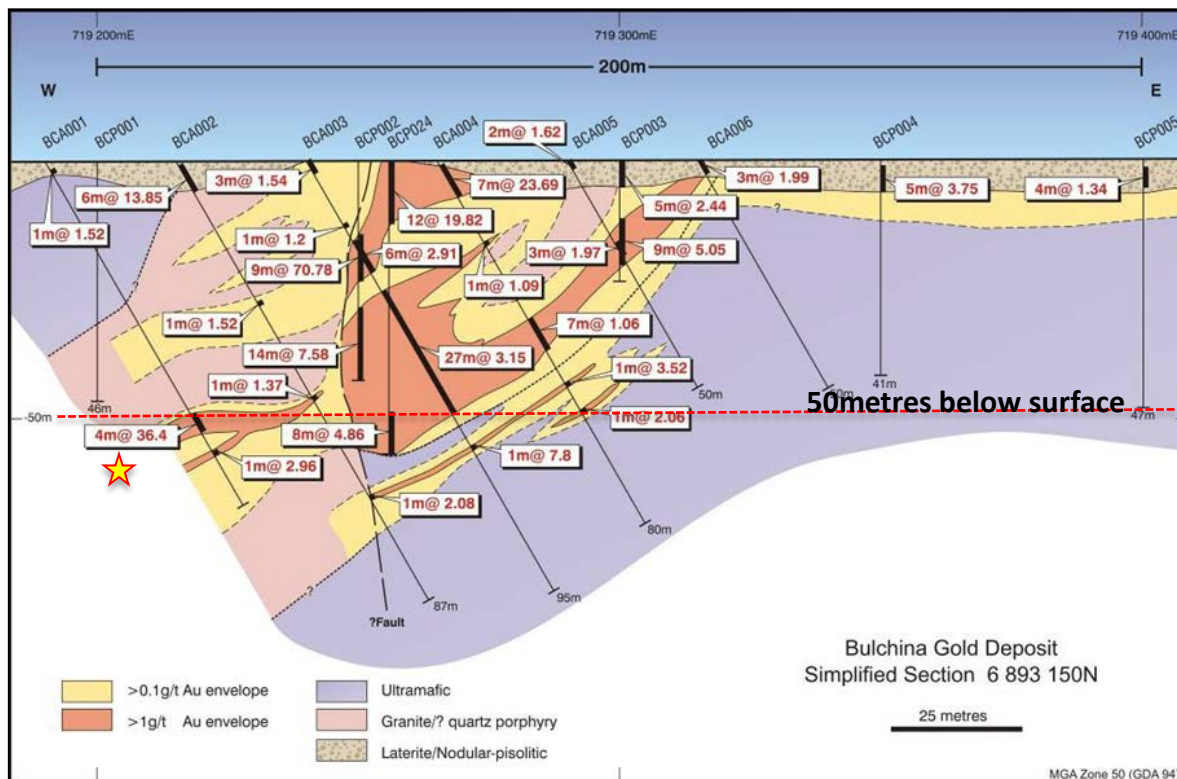 719 200mE
719 300mE
719 400mE
200m
W
E
BCA001
BCP001
BCA002
BCA003
BCP002
BCP024
BCA004
BCA005
BCP003
BCA006
BCP004
BCP005
2m@ 1.62
6m@ 13.85
3m@ 1.54
7m@ 23.69
3m@ 1.99
5m@ 3.75
4m@ 1.34
1m@ 1.52
12@ 19.82
5m@ 2.44
?
1m@ 1.2
6m@ 2.91
3m@ 1.97
9m@ 5.05
9m@ 70.78
1m@ 1.09
1m@ 1.52
7m@ 1.06
14m@ 7.58
27m@ 3.15
1m@ 3.52
1m@ 1.37
50m
41m
46m
50metres below surface
-50m
47m
1m@ 2.06
4m@ 36.4
8m@ 4.86
1m@ 7.8
1m@ 2.96
1m@ 2.08
80m
?
87m
95m
?Fault
Bulchina Gold Deposit
Simplified Section 6 893 150N
25 metres
>0.1g/t Au envelope
>1g/t Au envelope
Ultramafic
Granite/? quartz porphyry
Laterite/Nodular-pisolitic
MGA Zone 50 (GDA 94)